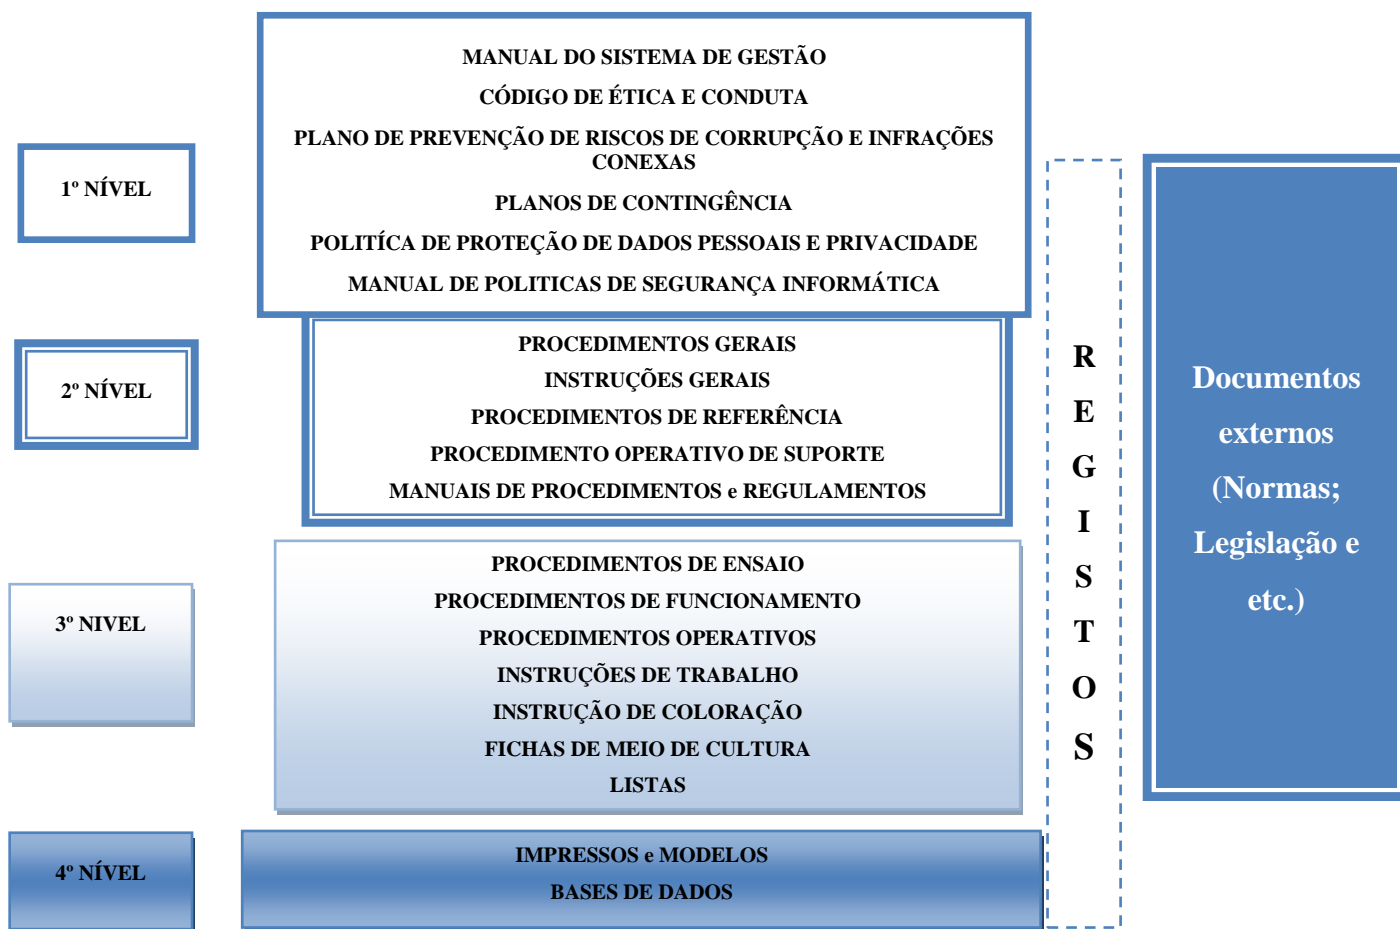 1º NÍVEL
MANUAL DO SISTEMA DE GESTÃO
CÓDIGO DE ÉTICA E CONDUTA
PLANO DE PREVENÇÃO DE RISCOS DE CORRUPÇÃO E INFRAÇÕES
CONEXAS
PLANOS DE CONTINGÊNCIA
POLITÍCA DE PROTEÇÃO DE DADOS PESSOAIS E PRIVACIDADE
MANUAL DE POLITICAS DE SEGURANÇA INFORMÁTICA
2º NÍVEL
PROCEDIMENTOS GERAIS
INSTRUÇÕES GERAIS
PROCEDIMENTOS DE REFERÊNCIA
PROCEDIMENTO OPERATIVO DE SUPORTE
MANUAIS DE PROCEDIMENTOS e REGULAMENTOS
3º NIVEL
PROCEDIMENTOS DE ENSAIO
PROCEDIMENTOS DE FUNCIONAMENTO
PROCEDIMENTOS OPERATIVOS
INSTRUÇÕES DE TRABALHO
INSTRUÇÃO DE COLORAÇÃO
FICHAS DE MEIO DE CULTURA
LISTAS
4º NÍVEL
IMPRESSOS e MODELOS
BASES DE DADOS
R
E
G
I
S
T
O
S
Documentos
externos
(Normas;
Legislação e
etc.)